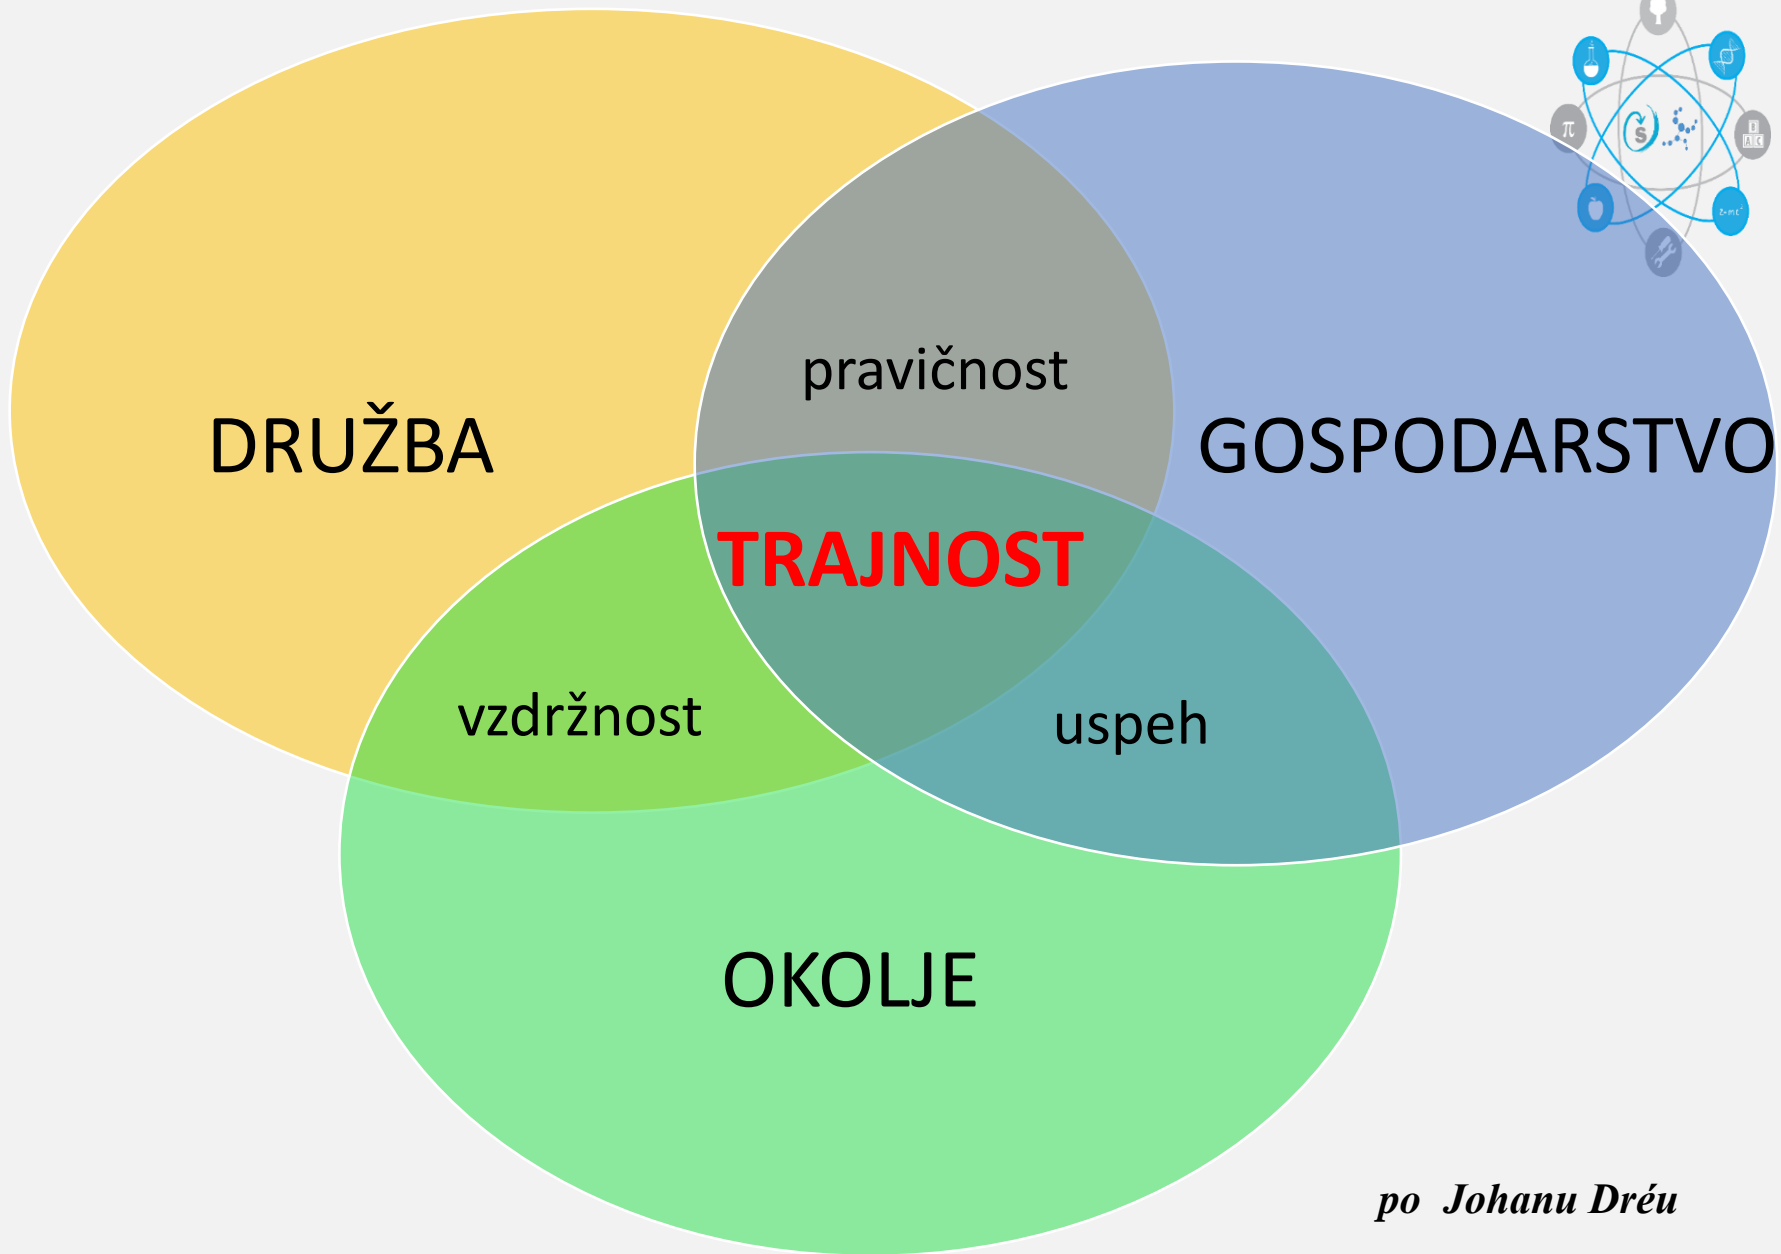 π
S
pravičnost
DRUŽBA
GOSPODARSTVO
TRAJNOST
vzdržnost
uspeh
OKOLJE
po Johanu Dréu